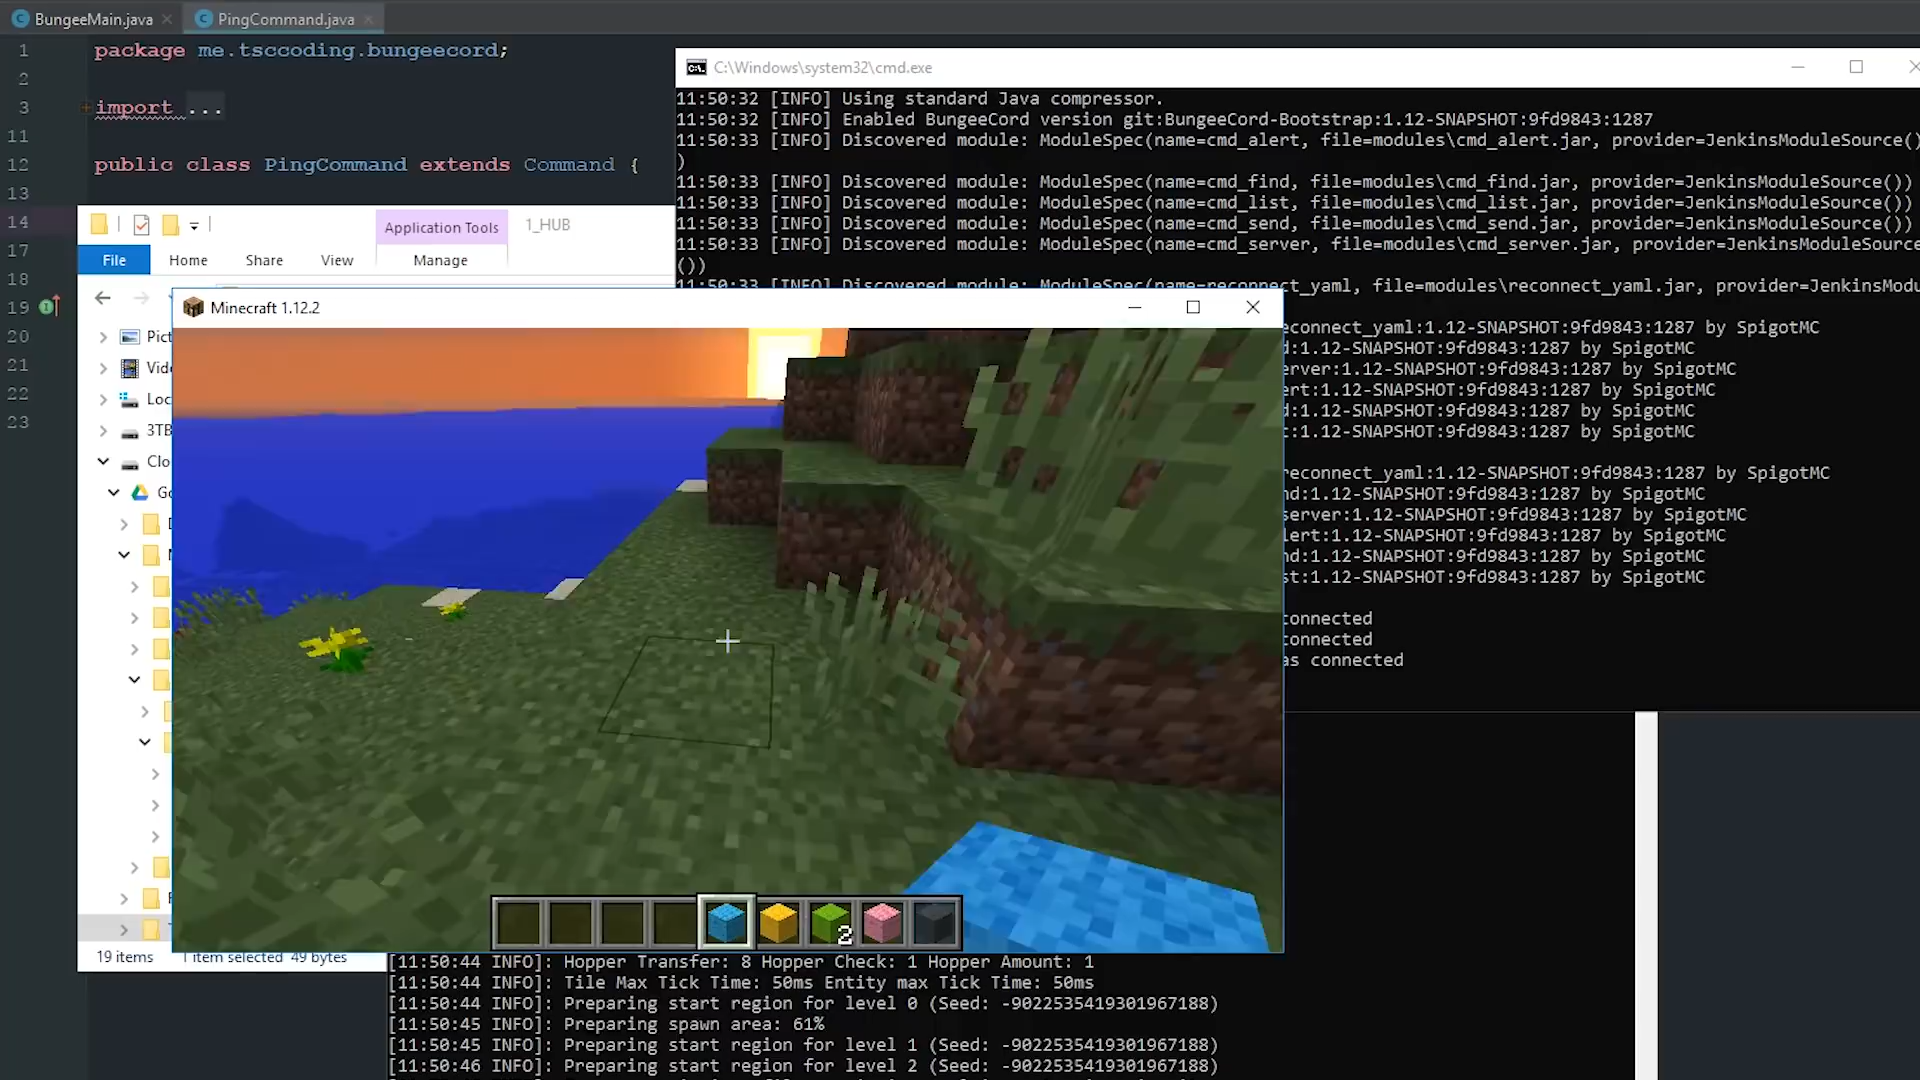 BungeeMain.java
PingCommand.java
1 package me.tsccoding.bungeecord;
2
3 import ...
11
12 public class PingCommand extends Command {
13
14
17
18
19
20
21
22
23
Application Tools 1_HUB
File Home Share View Manage
Pict
Vide
Loc
3TB
Clo
Go
19 items 1 item selected 49 bytes
C:\Windows\system32\cmd.exe
11:50:32 [INFO] Using standard Java compressor.
11:50:32 [INFO] Enabled BungeeCord version git:BungeeCord-Bootstrap:1.12-SNAPSHOT:9fd9843:1287
11:50:33 [INFO] Discovered module: ModuleSpec(name=cmd_alert, file=modules\cmd_alert.jar, provider=JenkinsModuleSource()
)
11:50:33 [INFO] Discovered module: ModuleSpec(name=cmd_find, file=modules\cmd_find.jar, provider=JenkinsModuleSource())
11:50:33 [INFO] Discovered module: ModuleSpec(name=cmd_list, file=modules\cmd_list.jar, provider=JenkinsModuleSource())
11:50:33 [INFO] Discovered module: ModuleSpec(name=cmd_send, file=modules\cmd_send.jar, provider=JenkinsModuleSource())
11:50:33 [INFO] Discovered module: ModuleSpec(name=cmd_server, file=modules\cmd_server.jar, provider=JenkinsModuleSource
())
11:50:33 [INFO] Discovered module: ModuleSpec(name=reconnect_yaml, file=modules\reconnect_yaml.jar, provider=JenkinsModu
econnect_yaml:1.12-SNAPSHOT:9fd9843:1287 by SpigotMC
d:1.12-SNAPSHOT:9fd9843:1287 by SpigotMC
erver:1.12-SNAPSHOT:9fd9843:1287 by SpigotMC
ert:1.12-SNAPSHOT:9fd9843:1287 by SpigotMC
d:1.12-SNAPSHOT:9fd9843:1287 by SpigotMC
t:1.12-SNAPSHOT:9fd9843:1287 by SpigotMC
reconnect_yaml:1.12-SNAPSHOT:9fd9843:1287 by SpigotMC
nd:1.12-SNAPSHOT:9fd9843:1287 by SpigotMC
server:1.12-SNAPSHOT:9fd9843:1287 by SpigotMC
lert:1.12-SNAPSHOT:9fd9843:1287 by SpigotMC
nd:1.12-SNAPSHOT:9fd9843:1287 by SpigotMC
st:1.12-SNAPSHOT:9fd9843:1287 by SpigotMC
connected
connected
as connected
Minecraft 1.12.2
2
[11:50:44 INFO]: Hopper Transfer: 8 Hopper Check: 1 Hopper Amount: 1
[11:50:44 INFO]: Tile Max Tick Time: 50ms Entity max Tick Time: 50ms
[11:50:44 INFO]: Preparing start region for level 0 (Seed: -9022535419301967188)
[11:50:45 INFO]: Preparing spawn area: 61%
[11:50:45 INFO]: Preparing start region for level 1 (Seed: -9022535419301967188)
[11:50:46 INFO]: Preparing start region for level 2 (Seed: -9022535419301967188)